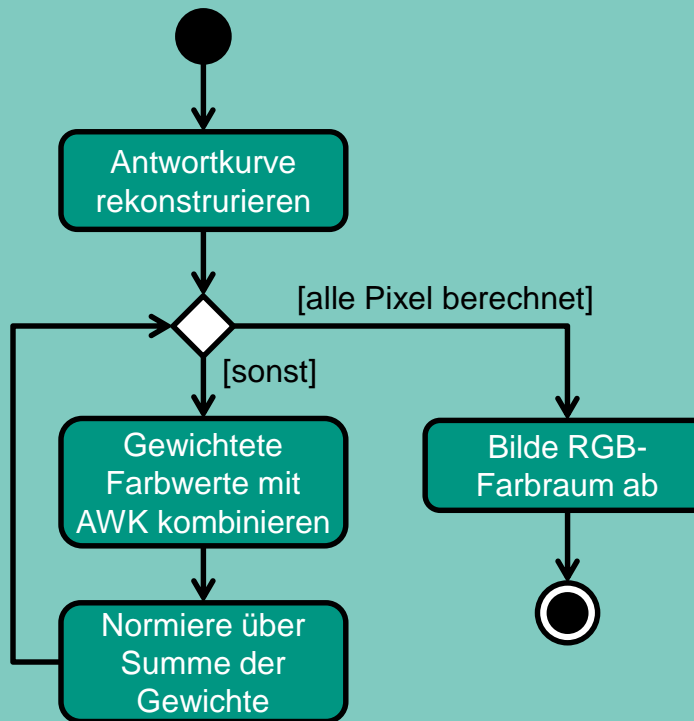 Antwortkurve
rekonstrurieren
[alle Pixel berechnet]
[sonst]
Gewichtete
Farbwerte mit
AWK kombinieren
Bilde RGB-
Farbraum ab
Normiere über
Summe der
Gewichte